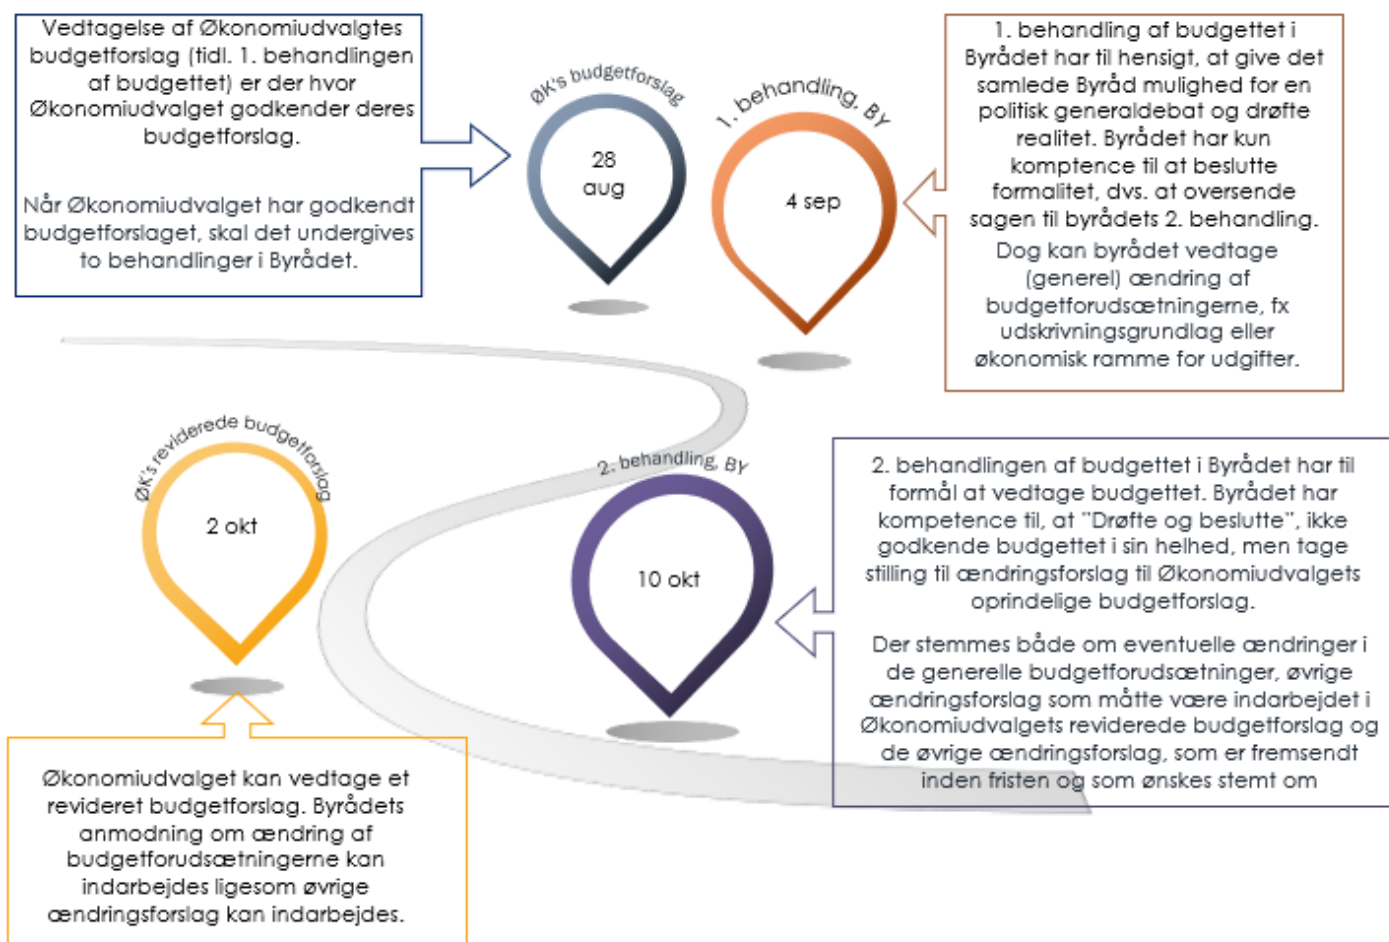 Vedtagelse af Økonomiudvalgtes
budgetforslag (tidl. 1. behandlingen
af budgettet) er der hvor
Økonomiudvalget godkender deres
budgetforslag.
Når Økonomiudvalget har godkendt
budgetforslaget, skal det undergives
to behandlinger i Byrådet.
ØK's budgetforslag
28
aug
1. behandling, BY
4 sep
1. behandling af budgettet i
Byrådet har til hensigt, at give det
samlede Byråd mulighed for en
politisk generaldebat og drøfte
realitet. Byrådet har kun
komptence til at beslutte
formalitet, dvs. at oversende
sagen til byrådets 2. behandling.
Dog kan byrådet vedtage
(generel) ændring af
budgetforudsætningerne, fx
udskrivningsgrundlag eller
økonomisk ramme for udgifter.
ØK's reviderede budgetforslag
2 okt
2. behandling, BY
10 okt
2. behandlingen af budgettet i Byrådet har til
formål at vedtage budgettet. Byrådet har
kompetence til, at "Drøfte og beslutte", ikke
godkende budgettet i sin helhed, men tage
stilling til ændringsforslag til Økonomiudvalgets
oprindelige budgetforslag.
Der stemmes både om eventuelle ændringer i
de generelle budgetforudsætninger, øvrige
ændringsforslag som måtte være indarbejdet i
Økonomiudvalgets reviderede budgetforslag og
de øvrige ændringsforslag, som er fremsendt
inden fristen og som ønskes stemt om
Økonomiudvalget kan vedtage et
revideret budgetforslag. Byrådets
anmodning om ændring af
budgetforudsætningerne kan
indarbejdes ligesom øvrige
ændringsforslag kan indarbejdes.